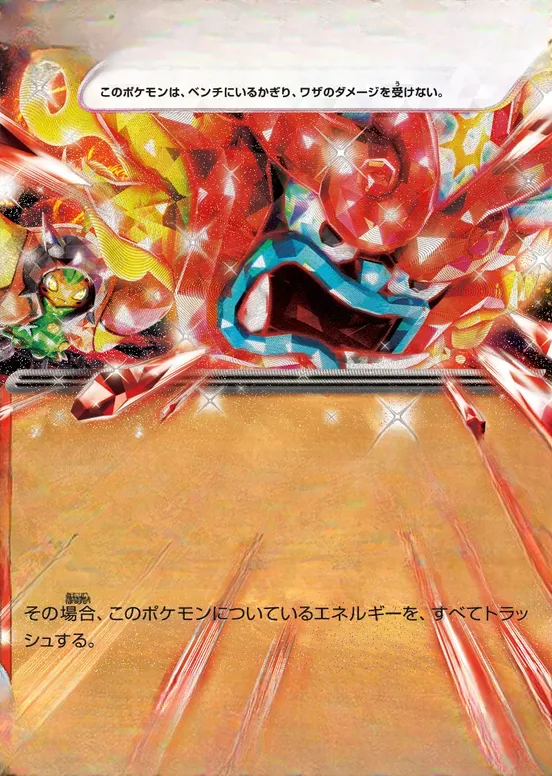 このポケモンは、ベンチにいるかぎり、ワザのダメージを受けない。
その場合、このポケモンについているエネルギーを、すべてトラッ
シュする。